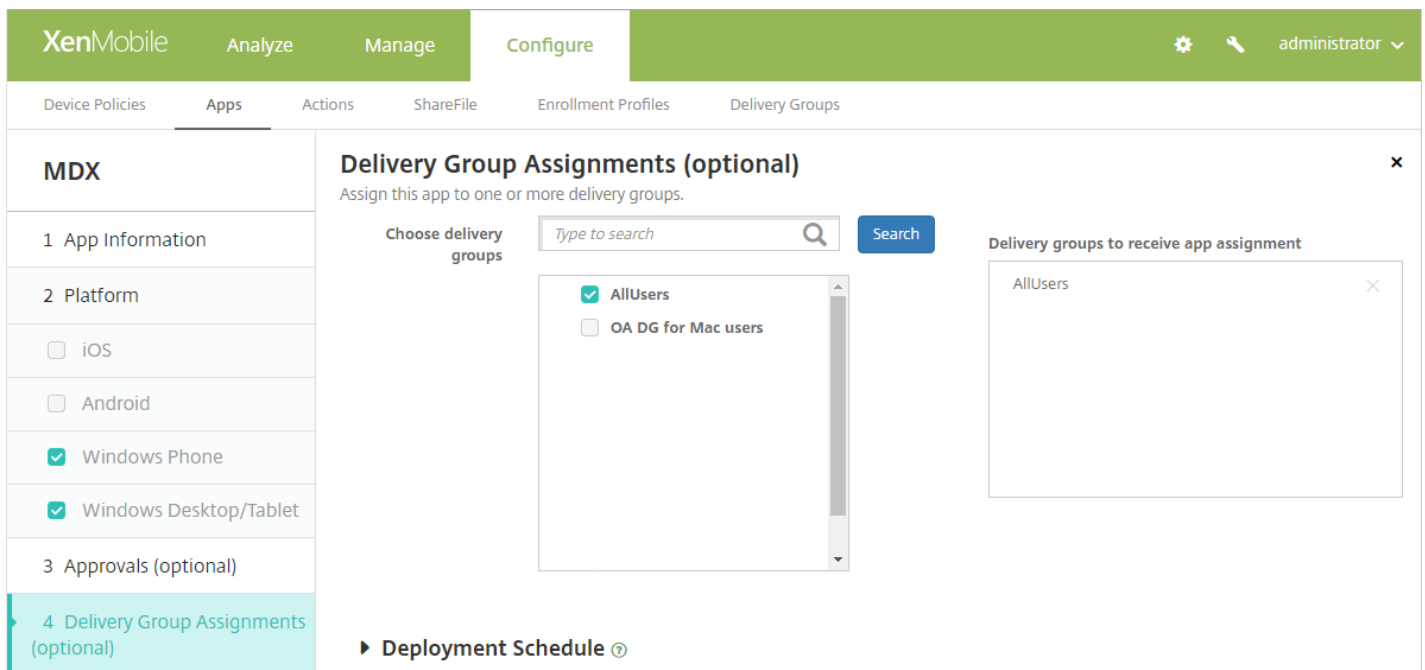 XenMobile Analyze Manage Configure administrator
Device Policies Apps Actions ShareFile Enrollment Profiles Delivery Groups
MDX
1 App Information
2 Platform
iOS
Android
Windows Phone
Windows Desktop/Tablet
3 Approvals (optional)
4 Delivery Group Assignments
(optional)
Delivery Group Assignments (optional)
Assign this app to one or more delivery groups.
Choose delivery
groups
Type to search
Search
AllUsers
OA DG for Mac users
Delivery groups to receive app assignment
AllUsers
Deployment Schedule ?